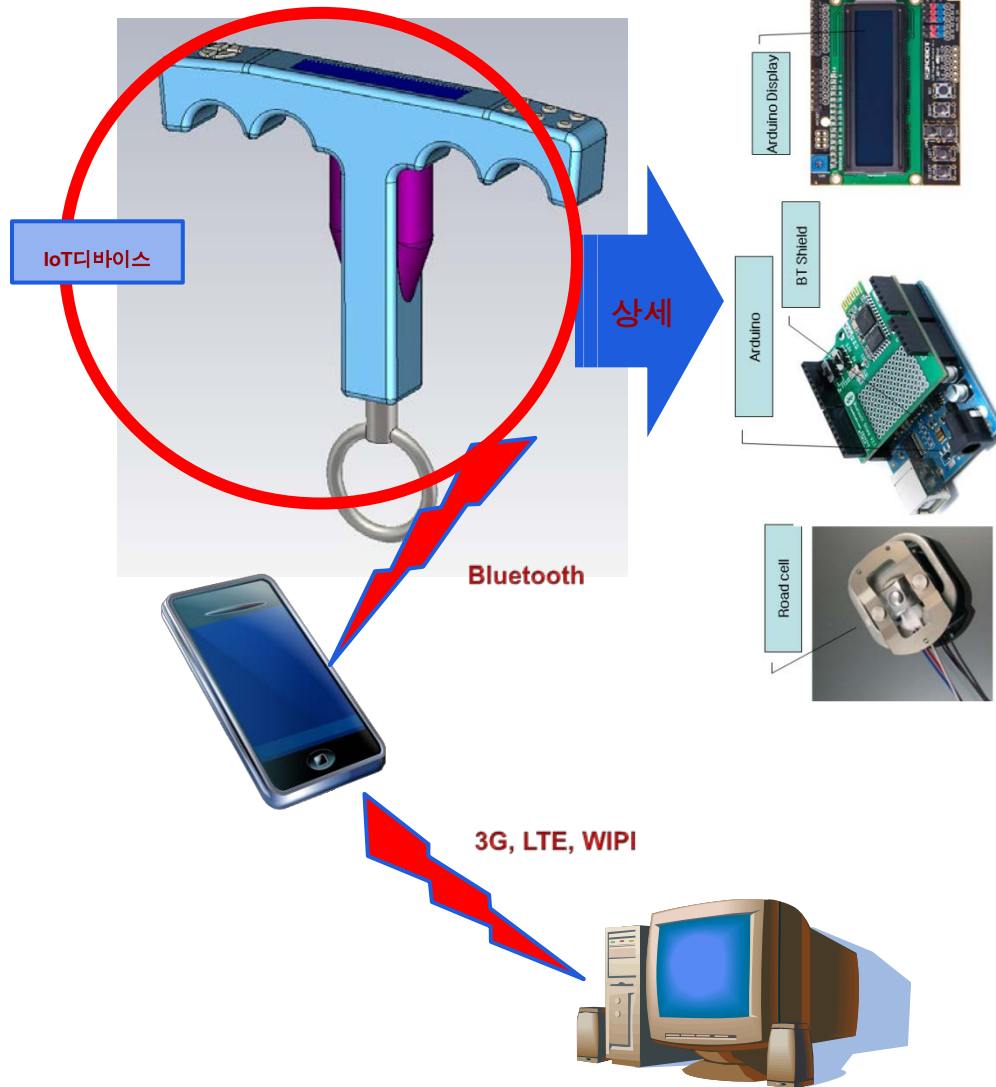 IoT디바이스
상세
Arduino Display
BT Shield
Arduino
Road cell
Bluetooth
3G, LTE, WIPI